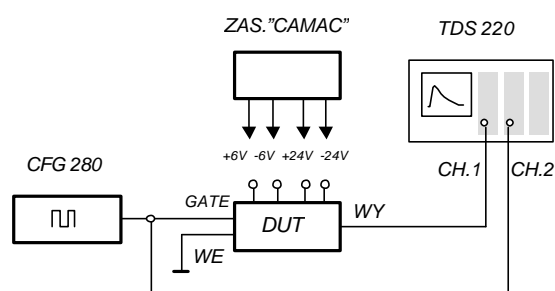 ZAS."CAMAC"
TDS 220
+6V -6V +24V -24V
CFG 280
CH.1
CH.2
GATE
DUT
WY
WE